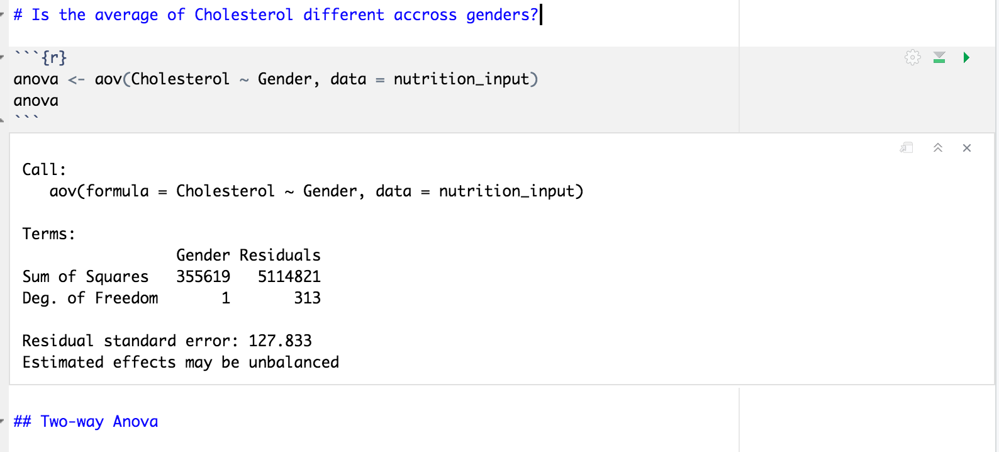 # Is the average of Cholesterol different accross genders?
```{r}
anova <- aov(Cholesterol ~ Gender, data = nutrition_input)
anova
```
Call:
   aov(formula = Cholesterol ~ Gender, data = nutrition_input)
Terms:
                 Gender Residuals
Sum of Squares   355619   5114821
Deg. of Freedom       1       313
Residual standard error: 127.833
Estimated effects may be unbalanced
## Two-way Anova